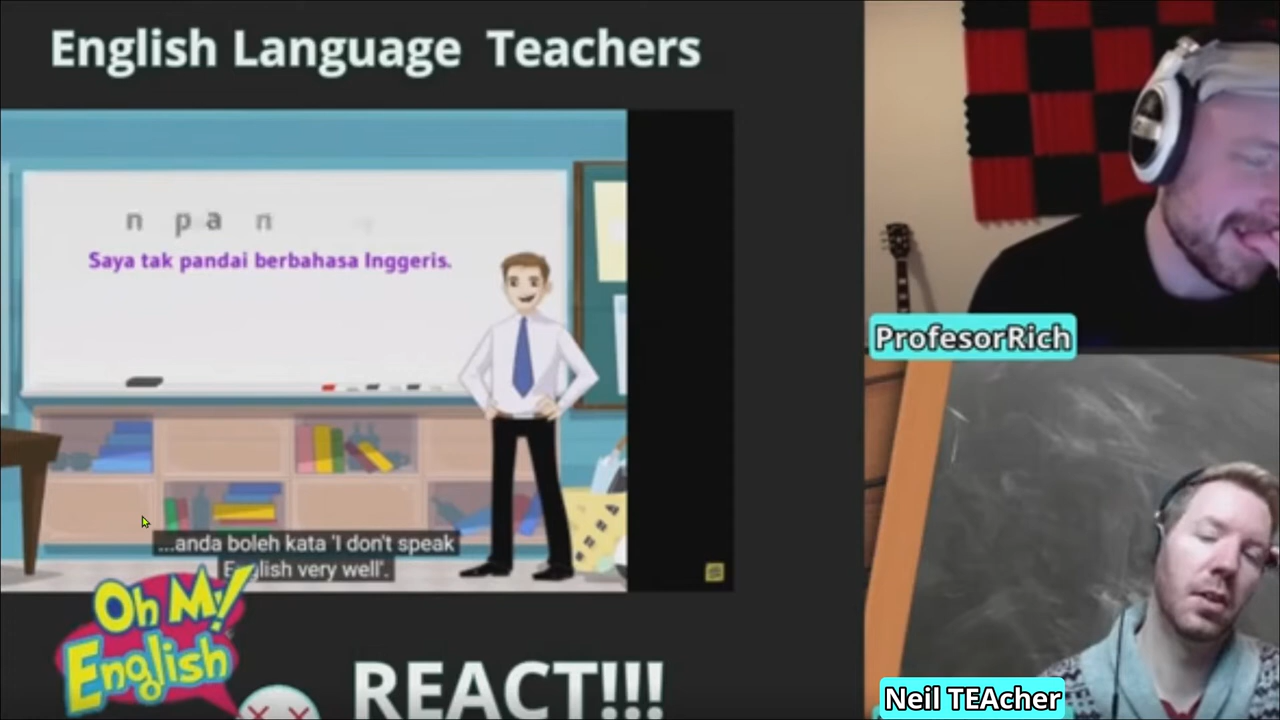 English Language Teachers
n pa n
Saya tak pandai berbahasa Inggeris.
...anda boleh kata 'I don't speak
English very well'.
Oh My!
English
REACT!!!
ProfesorRich
Neil TEAcher